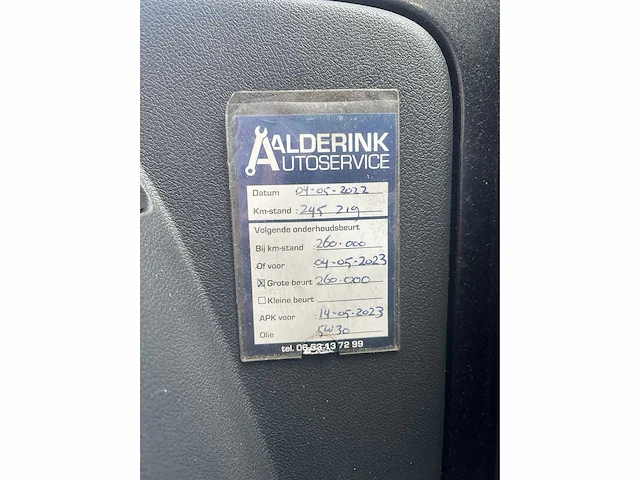 AALDERINK
AUTOSERVICE
Datum : 04-05-2022
Km-stand : 245 219
Volgende onderhoudsbeurt
Bij km-stand : 260.000
Of voor : 04-05-2023
☒ Grote beurt : 260.000
☐ Kleine beurt :
APK voor : 14-05-2023
Olie : 5W30
tel. 06 53 13 72 99